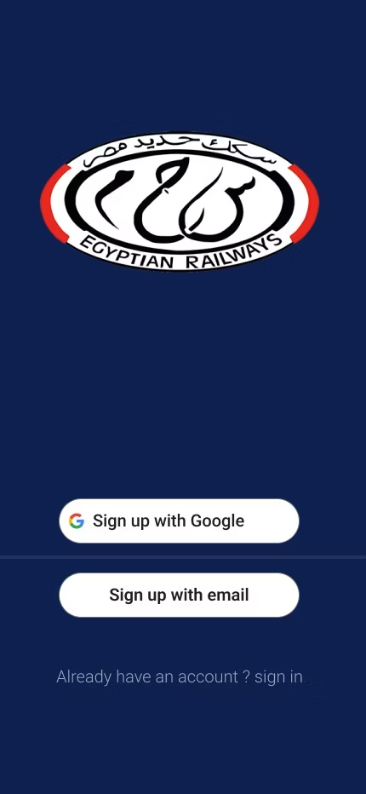 سكك حديد مصر
س ح م
EGYPTIAN RAILWAYS
Sign up with Google
Sign up with email
Already have an account ? sign in